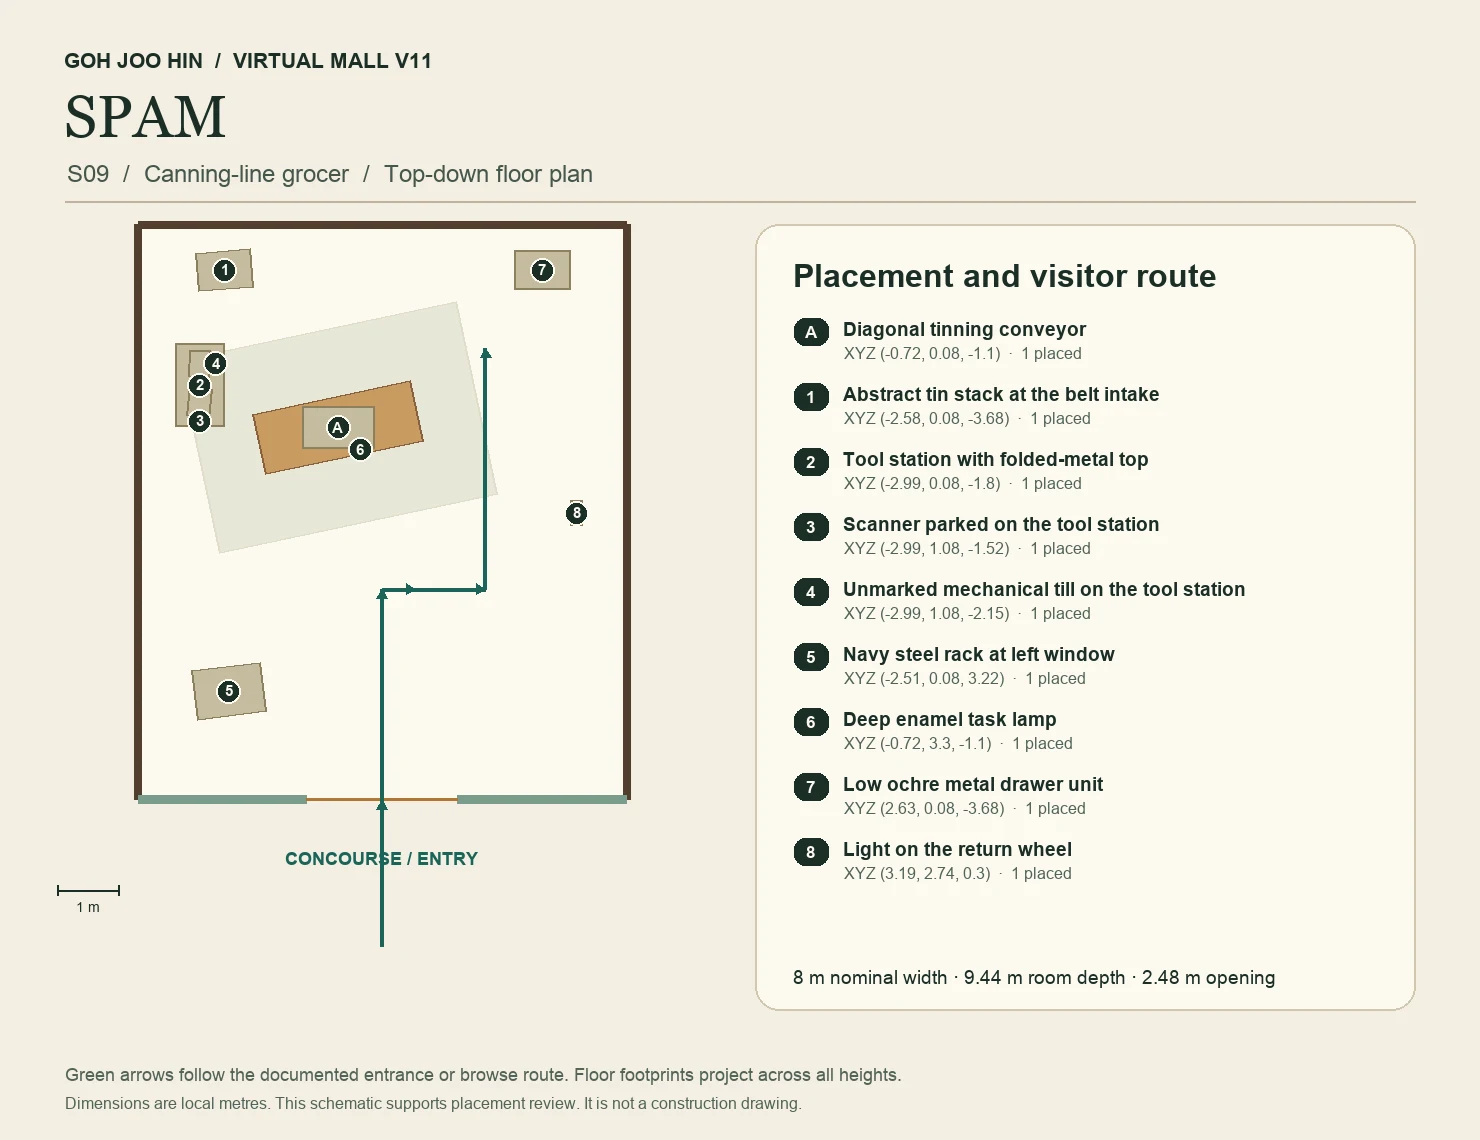 GOH JOO HIN / VIRTUAL MALL V11
SPAM
S09 / Canning-line grocer / Top-down floor plan
1
7
4
2
3
A
6
8
5
CONCOURSE / ENTRY
1 m
Placement and visitor route
A Diagonal tinning conveyor
XYZ (-0.72, 0.08, -1.1) · 1 placed
1 Abstract tin stack at the belt intake
XYZ (-2.58, 0.08, -3.68) · 1 placed
2 Tool station with folded-metal top
XYZ (-2.99, 0.08, -1.8) · 1 placed
3 Scanner parked on the tool station
XYZ (-2.99, 1.08, -1.52) · 1 placed
4 Unmarked mechanical till on the tool station
XYZ (-2.99, 1.08, -2.15) · 1 placed
5 Navy steel rack at left window
XYZ (-2.51, 0.08, 3.22) · 1 placed
6 Deep enamel task lamp
XYZ (-0.72, 3.3, -1.1) · 1 placed
7 Low ochre metal drawer unit
XYZ (2.63, 0.08, -3.68) · 1 placed
8 Light on the return wheel
XYZ (3.19, 2.74, 0.3) · 1 placed
8 m nominal width · 9.44 m room depth · 2.48 m opening
Green arrows follow the documented entrance or browse route. Floor footprints project across all heights.
Dimensions are local metres. This schematic supports placement review. It is not a construction drawing.